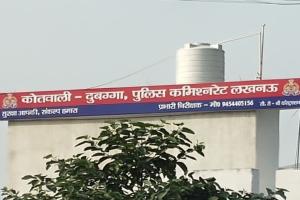 कोतवाली - दुबग्गा, पुलिस कमिश्नरेट लखनऊ
सुरक्षा आपकी, संकल्प हमारा प्रभारी निरीक्षक - मो0 9454405156